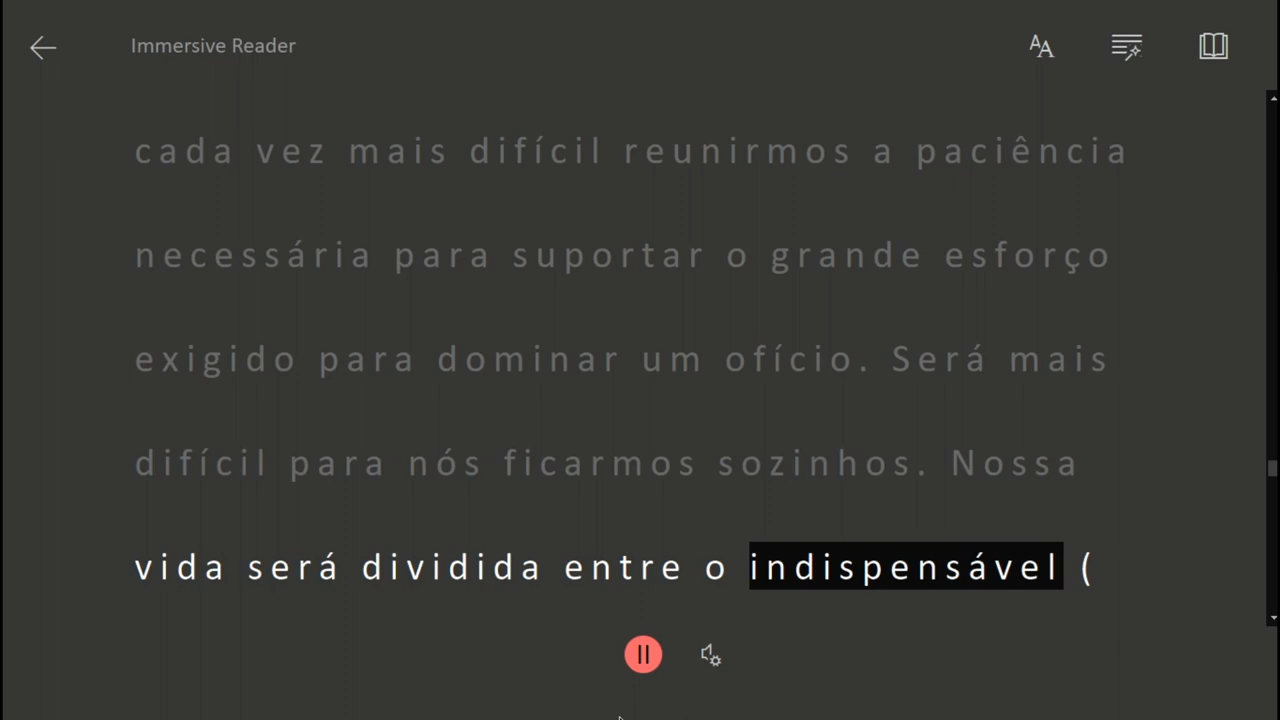 Immersive Reader
cada vez mais difícil reunirmos a paciência
necessária para suportar o grande esforço
exigido para dominar um ofício. Será mais
difícil para nós ficarmos sozinhos. Nossa
vida será dividida entre o indispensável (